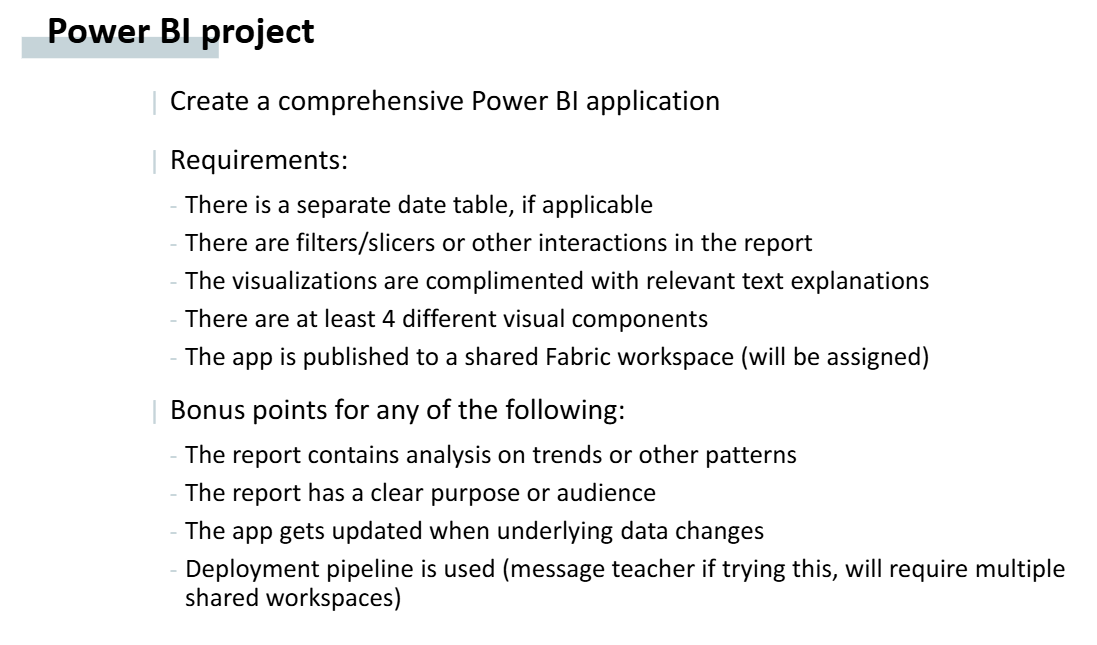 Power BI project
Create a comprehensive Power BI application
Requirements:
- There is a separate date table, if applicable
- There are filters/slicers or other interactions in the report
- The visualizations are complimented with relevant text explanations
- There are at least 4 different visual components
- The app is published to a shared Fabric workspace (will be assigned)
Bonus points for any of the following:
- The report contains analysis on trends or other patterns
- The report has a clear purpose or audience
- The app gets updated when underlying data changes
- Deployment pipeline is used (message teacher if trying this, will require multiple
shared workspaces)